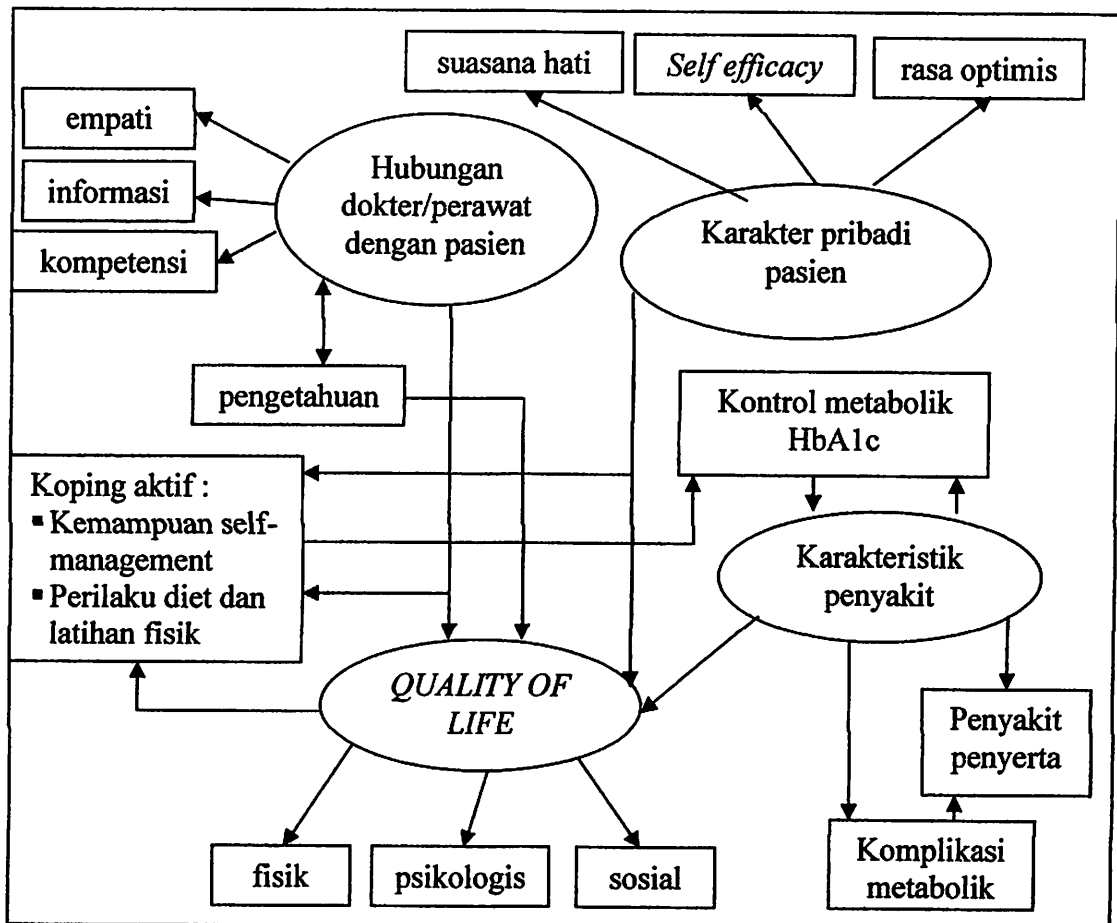 suasana hati
Self efficacy
rasa optimis
empati
informasi
kompetensi
Hubungan
dokter/perawat
dengan pasien
Karakter pribadi
pasien
pengetahuan
Kontrol metabolik
HbA1c
Koping aktif :
▪ Kemampuan self-
management
▪ Perilaku diet dan
latihan fisik
Karakteristik
penyakit
QUALITY OF
LIFE
Penyakit
penyerta
fisik
psikologis
sosial
Komplikasi
metabolik